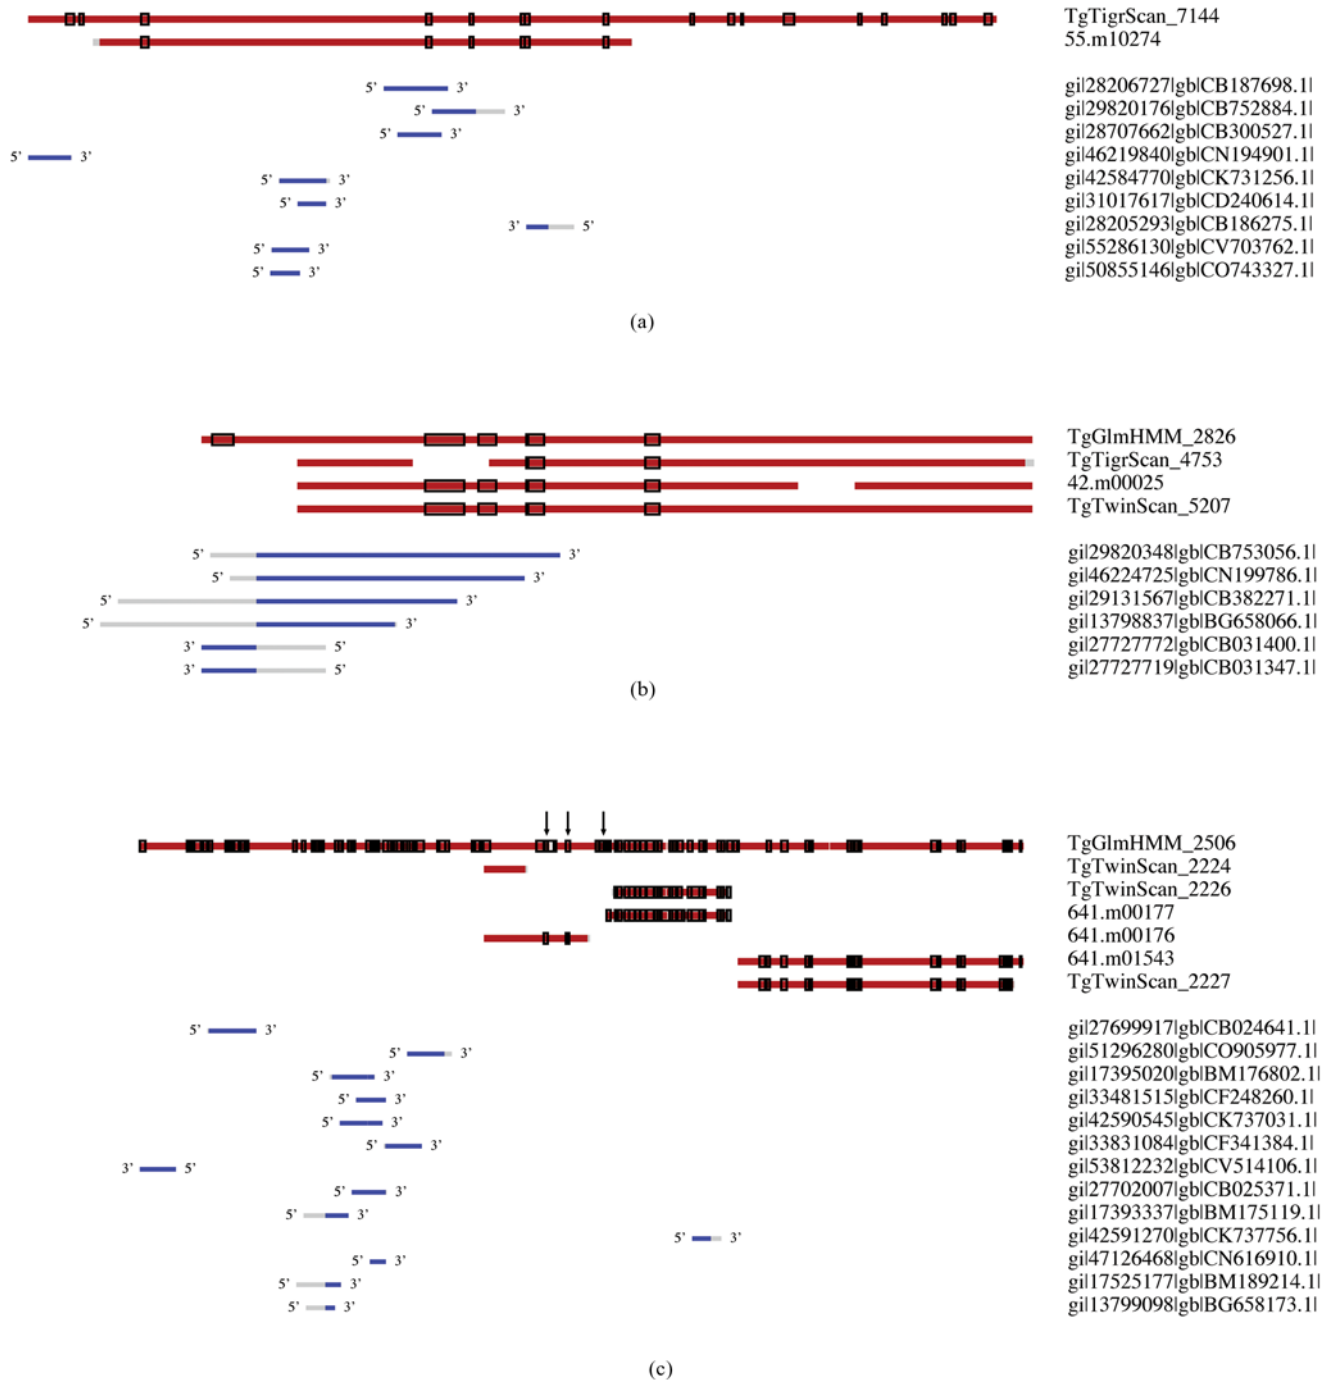 TgTigrScan_7144
55.m10274
5’ 3’ gi|28206727|gb|CB187698.1|
5’ 3’ gi|29820176|gb|CB752884.1|
5’ 3’ gi|28707662|gb|CB300527.1|
5’ 3’ gi|46219840|gb|CN194901.1|
5’ 3’ gi|42584770|gb|CK731256.1|
5’ 3’ gi|31017617|gb|CD240614.1|
3’ 5’ gi|28205293|gb|CB186275.1|
5’ 3’ gi|55286130|gb|CV703762.1|
5’ 3’ gi|50855146|gb|CO743327.1|
(a)
TgGlmHMM_2826
TgTigrScan_4753
42.m00025
TgTwinScan_5207
5’ 3’ gi|29820348|gb|CB753056.1|
5’ 3’ gi|46224725|gb|CN199786.1|
5’ 3’ gi|29131567|gb|CB382271.1|
5’ 3’ gi|13798837|gb|BG658066.1|
3’ 5’ gi|27727772|gb|CB031400.1|
3’ 5’ gi|27727719|gb|CB031347.1|
(b)
TgGlmHMM_2506
TgTwinScan_2224
TgTwinScan_2226
641.m00177
641.m00176
641.m01543
TgTwinScan_2227
5’ 3’ gi|27699917|gb|CB024641.1|
5’ 3’ gi|51296280|gb|CO905977.1|
5’ 3’ gi|17395020|gb|BM176802.1|
5’ 3’ gi|33481515|gb|CF248260.1|
5’ 3’ gi|42590545|gb|CK737031.1|
5’ 3’ gi|33831084|gb|CF341384.1|
3’ 5’ gi|53812232|gb|CV514106.1|
5’ 3’ gi|27702007|gb|CB025371.1|
5’ 3’ gi|17393337|gb|BM175119.1|
5’ 3’ gi|42591270|gb|CK737756.1|
5’ 3’ gi|47126468|gb|CN616910.1|
5’ 3’ gi|17525177|gb|BM189214.1|
5’ 3’ gi|13799098|gb|BG658173.1|
(c)